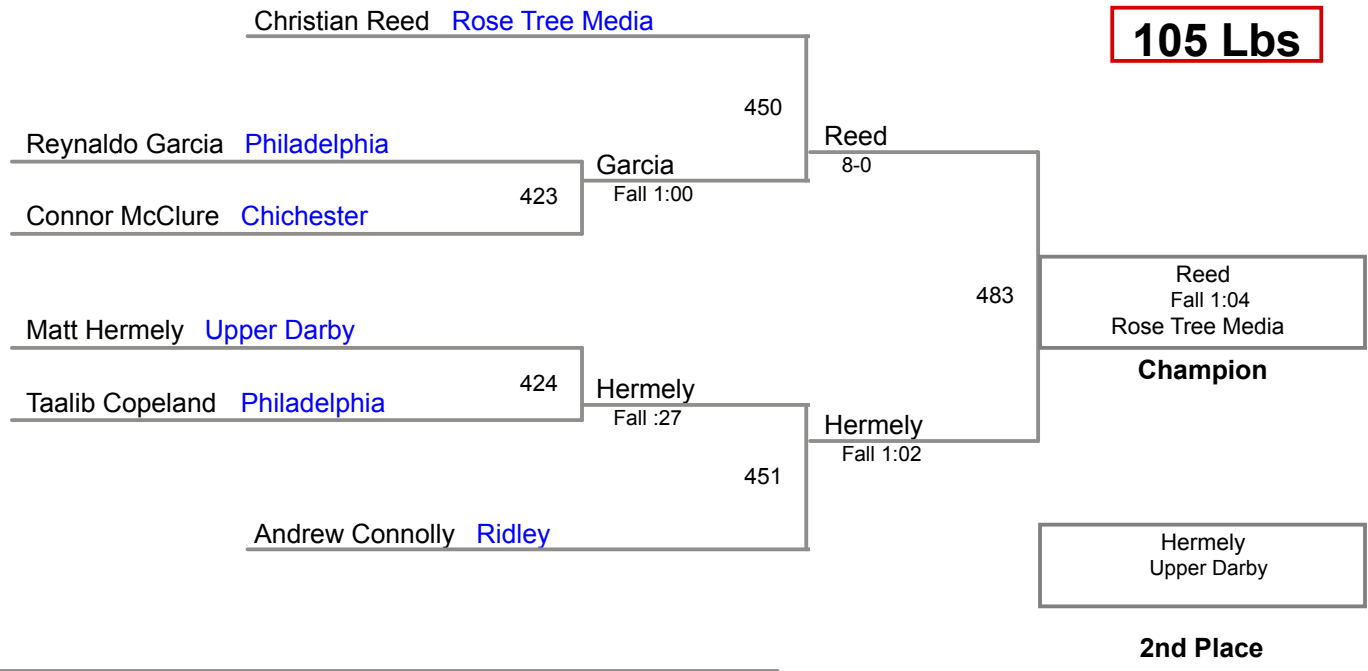 Christian Reed Rose Tree Media
105 Lbs
450
Reynaldo Garcia Philadelphia
Reed
8-0
Garcia
Fall 1:00
423
Connor McClure Chichester
Reed
Fall 1:04
Rose Tree Media
483
Matt Hermely Upper Darby
Champion
424
Hermely
Fall :27
Taalib Copeland Philadelphia
Hermely
Fall 1:02
451
Andrew Connolly Ridley
Hermely
Upper Darby
2nd Place